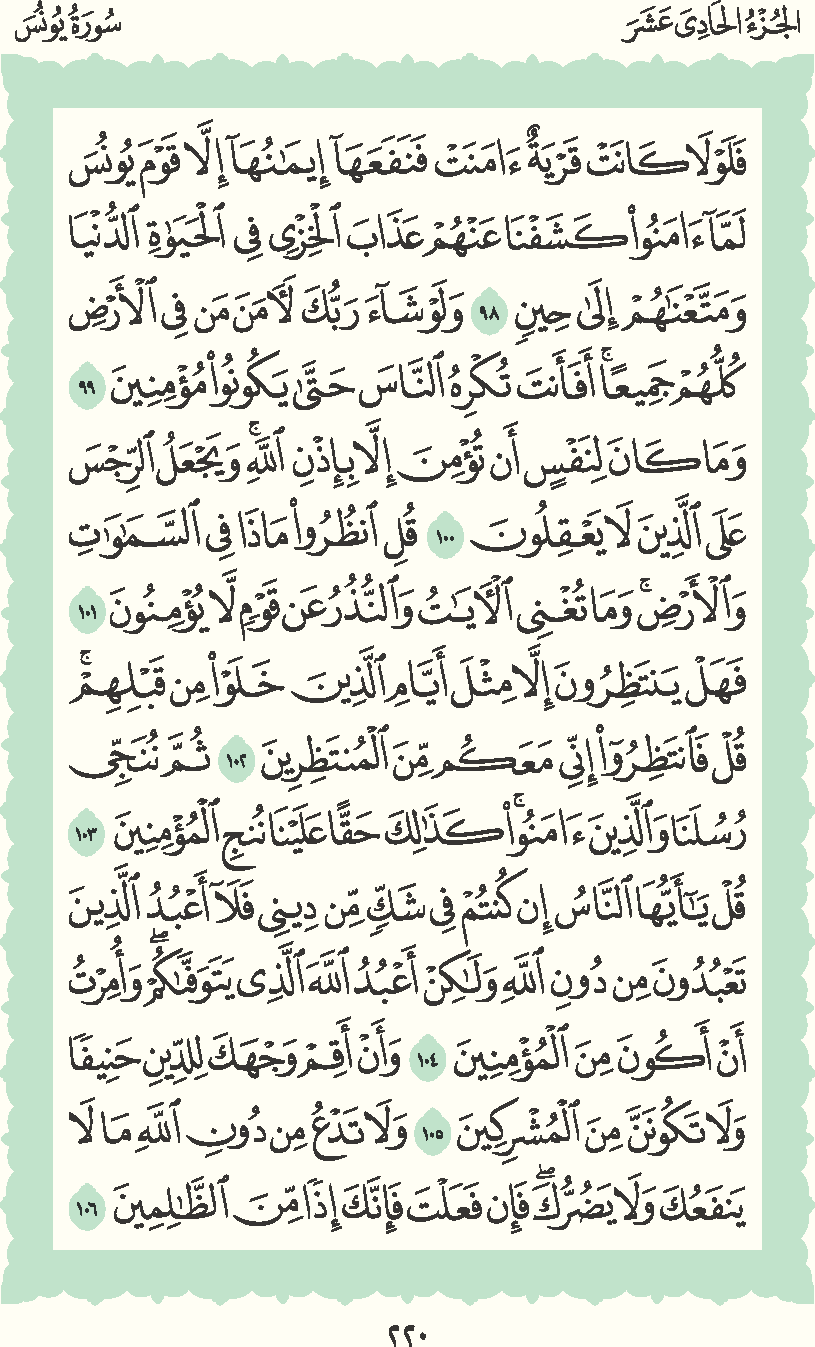 الجُزْءُ الحَادِيَ عَشَرَ
سُورَةُ يُونُسَ
فَلَوْلَا كَانَتْ قَرْيَةٌ ءَامَنَتْ فَنَفَعَهَآ إِيمَٰنُهَآ إِلَّا قَوْمَ يُونُسَ
لَمَّآ ءَامَنُوا۟ كَشَفْنَا عَنْهُمْ عَذَابَ ٱلْخِزْىِ فِى ٱلْحَيَوٰةِ ٱلدُّنْيَا
وَمَتَّعْنَٰهُمْ إِلَىٰ حِينٍ ٩٨ وَلَوْ شَآءَ رَبُّكَ لَـَٔامَنَ مَن فِى ٱلْأَرْضِ
كُلُّهُمْ جَمِيعًا ۚ أَفَأَنتَ تُكْرِهُ ٱلنَّاسَ حَتَّىٰ يَكُونُوا۟ مُؤْمِنِينَ ٩٩
وَمَا كَانَ لِنَفْسٍ أَن تُؤْمِنَ إِلَّا بِإِذْنِ ٱللَّهِ ۚ وَيَجْعَلُ ٱلرِّجْسَ
عَلَى ٱلَّذِينَ لَا يَعْقِلُونَ ١٠٠ قُلِ ٱنظُرُوا۟ مَاذَا فِى ٱلسَّمَٰوَٰتِ
وَٱلْأَرْضِ ۚ وَمَا تُغْنِى ٱلْـَٔايَٰتُ وَٱلنُّذُرُ عَن قَوْمٍ لَّا يُؤْمِنُونَ ١٠١
فَهَلْ يَنتَظِرُونَ إِلَّا مِثْلَ أَيَّامِ ٱلَّذِينَ خَلَوْا۟ مِن قَبْلِهِمْ ۚ
قُلْ فَٱنتَظِرُوٓا۟ إِنِّى مَعَكُم مِّنَ ٱلْمُنتَظِرِينَ ١٠٢ ثُمَّ نُنَجِّى
رُسُلَنَا وَٱلَّذِينَ ءَامَنُوا۟ ۚ كَذَٰلِكَ حَقًّا عَلَيْنَا نُنجِ ٱلْمُؤْمِنِينَ ١٠٣
قُلْ يَٰٓأَيُّهَا ٱلنَّاسُ إِن كُنتُمْ فِى شَكٍّ مِّن دِينِى فَلَآ أَعْبُدُ ٱلَّذِينَ
تَعْبُدُونَ مِن دُونِ ٱللَّهِ وَلَٰكِنْ أَعْبُدُ ٱللَّهَ ٱلَّذِى يَتَوَفَّىٰكُمْ ۖ وَأُمِرْتُ
أَنْ أَكُونَ مِنَ ٱلْمُؤْمِنِينَ ١٠٤ وَأَنْ أَقِمْ وَجْهَكَ لِلدِّينِ حَنِيفًا
وَلَا تَكُونَنَّ مِنَ ٱلْمُشْرِكِينَ ١٠٥ وَلَا تَدْعُ مِن دُونِ ٱللَّهِ مَا لَا
يَنفَعُكَ وَلَا يَضُرُّكَ ۖ فَإِن فَعَلْتَ فَإِنَّكَ إِذًا مِّنَ ٱلظَّٰلِمِينَ ١٠٦
٢٢٠